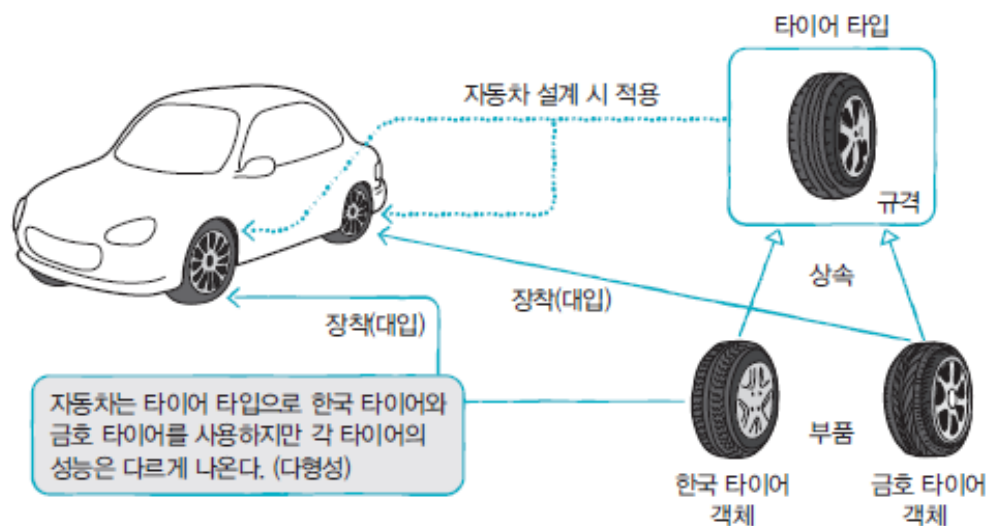 타이어 타입
자동차 설계 시 적용
규격
상속
장착(대입)
장착(대입)
자동차는 타이어 타입으로 한국 타이어와
금호 타이어를 사용하지만 각 타이어의
성능은 다르게 나온다. (다형성)
부품
한국 타이어
객체
금호 타이어
객체